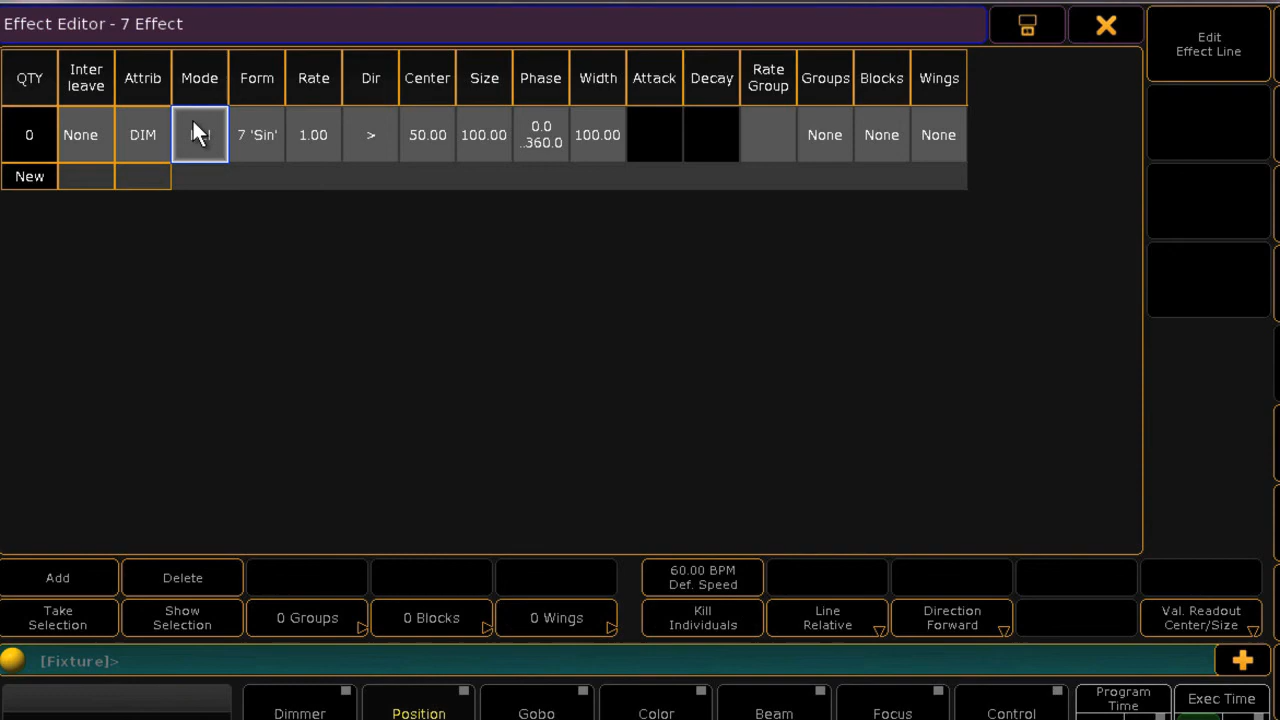 Effect Editor - 7 Effect
Edit
Effect Line
QTY
Inter
leave
Attrib
Mode
Form
Rate
Dir
Center
Size
Phase
Width
Attack
Decay
Rate
Group
Groups
Blocks
Wings
0
None
DIM
7 'Sin'
1.00
>
50.00
100.00
0.0
..360.0
100.00
None
None
None
New
Add
Delete
60.00 BPM
Def. Speed
Take
Selection
Show
Selection
0 Groups
0 Blocks
0 Wings
Kill
Individuals
Line
Relative
Direction
Forward
Val. Readout
Center/Size
[Fixture]>
Dimmer
Position
Gobo
Color
Beam
Focus
Control
Program
Time
Exec Time